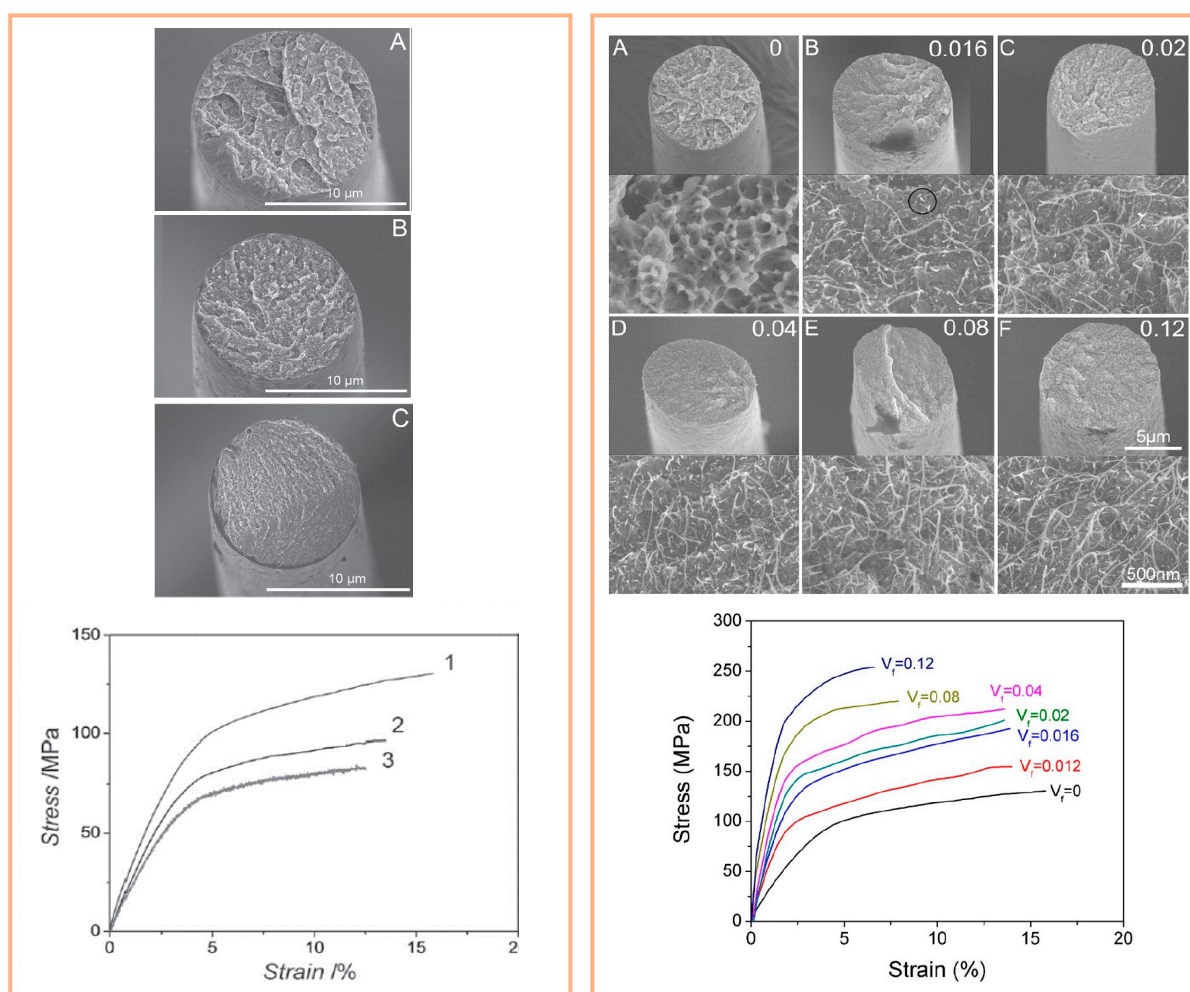 A
10 µm
B
10 µm
C
10 µm
150
100
50
0
0 5 10 15 20
Stress /MPa
Strain /%
1
2
3
A 0
B 0.016
C 0.02
D 0.04
E 0.08
F 0.12
5µm
500nm
300
250
200
150
100
50
0
0 5 10 15 20
Stress (MPa)
Strain (%)
Vf=0.12
Vf=0.08
Vf=0.04
Vf=0.02
Vf=0.016
Vf=0.012
Vf=0